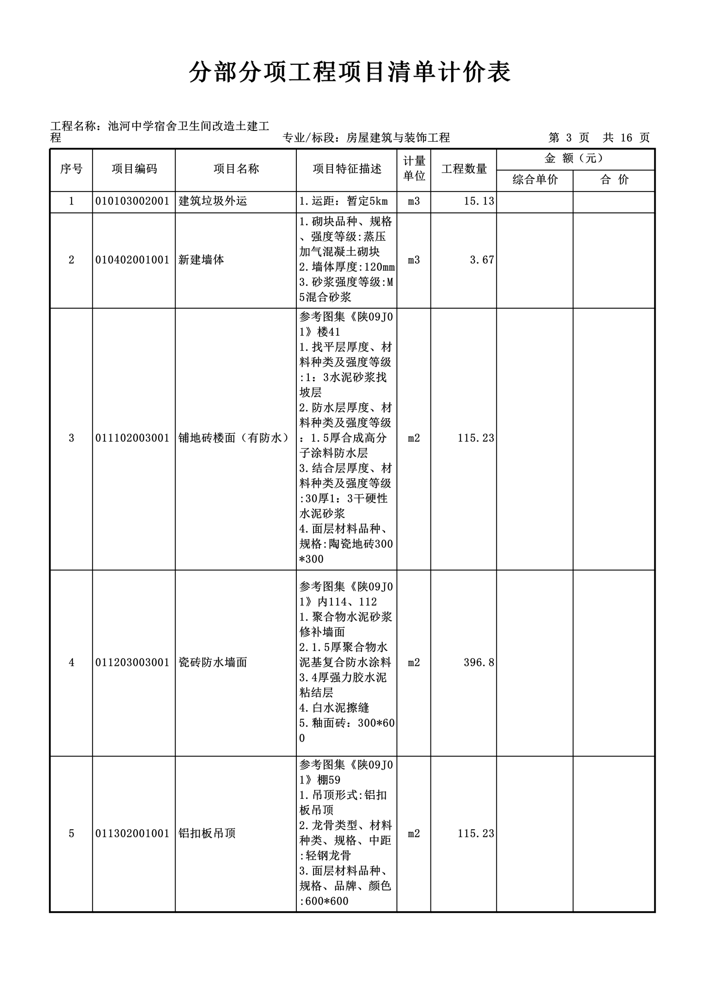 分部分项工程项目清单计价表
工程名称：池河中学宿舍卫生间改造土建工
程
专业/标段：房屋建筑与装饰工程
第 3 页 共 16 页
序号
项目编码
项目名称
项目特征描述
计量
单位
工程数量
金 额（元）
综合单价
合 价
1
010103002001
建筑垃圾外运
1.运距：暂定5km
m3
15.13
2
010402001001
新建墙体
1.砌块品种、规格
、强度等级:蒸压
加气混凝土砌块
2.墙体厚度:120mm
3.砂浆强度等级:M
5混合砂浆
m3
3.67
3
011102003001
铺地砖楼面（有防水）
参考图集《陕09J0
1》楼41
1.找平层厚度、材
料种类及强度等级
:1：3水泥砂浆找
坡层
2.防水层厚度、材
料种类及强度等级
：1.5厚合成高分
子涂料防水层
3.结合层厚度、材
料种类及强度等级
:30厚1：3干硬性
水泥砂浆
4.面层材料品种、
规格:陶瓷地砖300
*300
m2
115.23
4
011203003001
瓷砖防水墙面
参考图集《陕09J0
1》内114、112
1.聚合物水泥砂浆
修补墙面
2.1.5厚聚合物水
泥基复合防水涂料
3.4厚强力胶水泥
粘结层
4.白水泥擦缝
5.釉面砖：300*60
0
m2
396.8
5
011302001001
铝扣板吊顶
参考图集《陕09J0
1》棚59
1.吊顶形式:铝扣
板吊顶
2.龙骨类型、材料
种类、规格、中距
:轻钢龙骨
3.面层材料品种、
规格、品牌、颜色
:600*600
m2
115.23